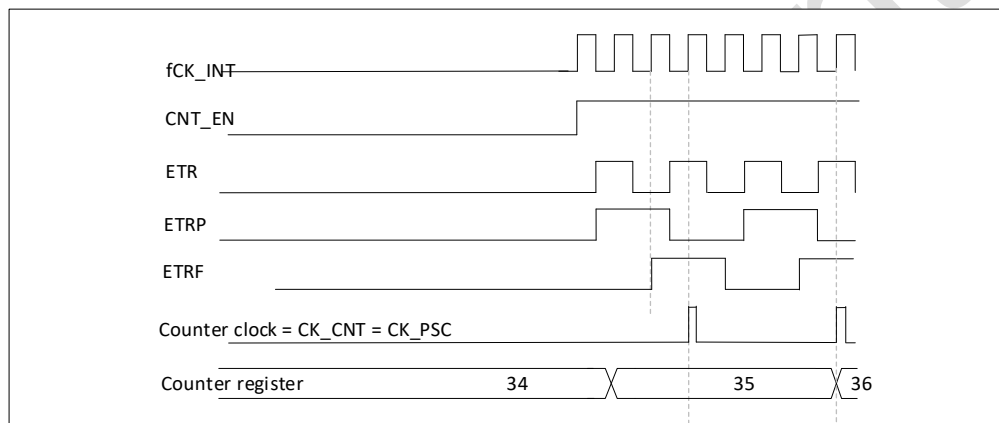 fCK_INT
CNT_EN
ETR
ETRP
ETRF
Counter clock = CK_CNT = CK_PSC
Counter register 34 35 36